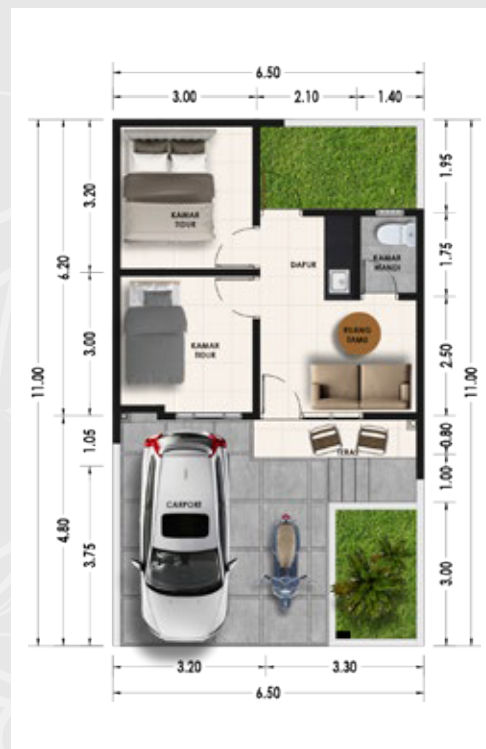 6.50
3.00
2.10
1.40
11.00
6.20
3.20
3.00
4.80
1.05
3.75
KAMAR
TIDUR
KAMAR
TIDUR
DAPUR
KAMAR
MANDI
RUANG
TAMU
TERAS
CARPORT
1.95
1.75
2.50
0.80
1.00
3.00
11.00
3.20
3.30
6.50